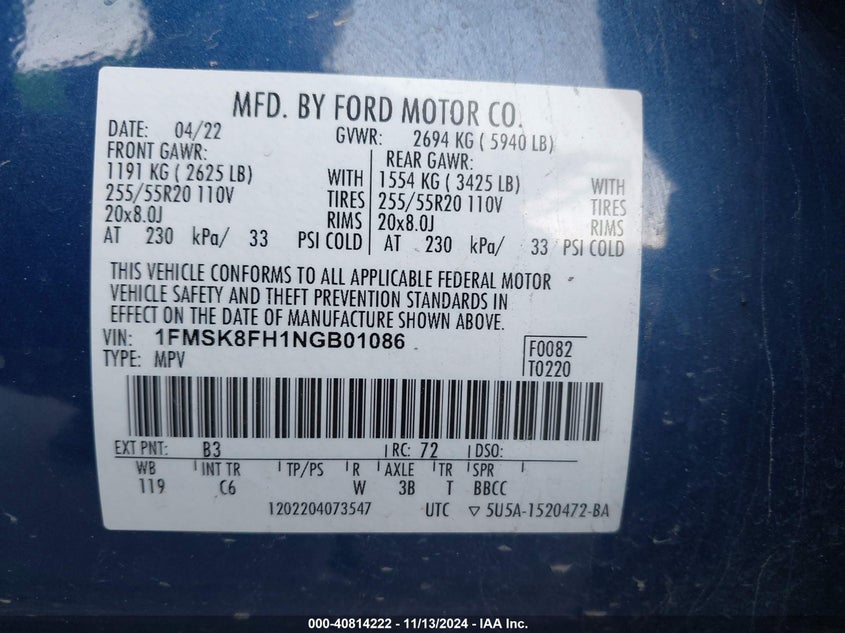 MFD. BY FORD MOTOR CO.
DATE: 04/22 GVWR: 2694 KG ( 5940 LB)
FRONT GAWR: REAR GAWR:
1191 KG ( 2625 LB) WITH 1554 KG ( 3425 LB) WITH
255/55R20 110V TIRES 255/55R20 110V TIRES
20x8.0J RIMS 20x8.0J RIMS
AT 230 kPa/ 33 PSI COLD AT 230 kPa/ 33 PSI COLD
THIS VEHICLE CONFORMS TO ALL APPLICABLE FEDERAL MOTOR
VEHICLE SAFETY AND THEFT PREVENTION STANDARDS IN
EFFECT ON THE DATE OF MANUFACTURE SHOWN ABOVE.
VIN: 1FMSK8FH1NGB01086 F0082
TYPE: MPV T0220
EXT PNT: B3 RC: 72 DSO:
WB INT TR TP/PS R AXLE TR SPR
119 C6 W 3B T BBCC
1202204073547 UTC ▽ 5U5A-1520472-BA
000-40814222 - 11/13/2024 - IAA Inc.